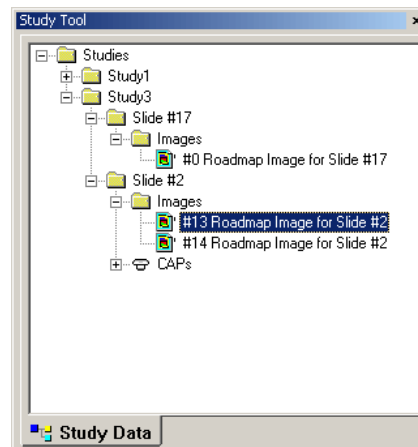 Study Tool
Studies
Study1
Study3
Slide #17
Images
#0 Roadmap Image for Slide #17
Slide #2
Images
#13 Roadmap Image for Slide #2
#14 Roadmap Image for Slide #2
CAPs
Study Data